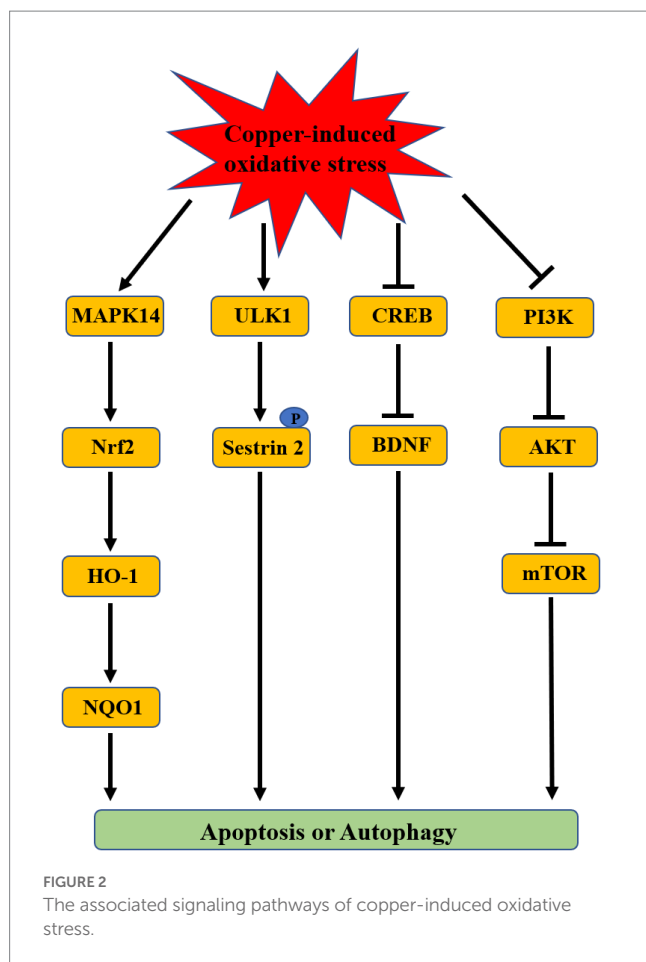 Copper-induced
oxidative stress
MAPK14
ULK1
CREB
PI3K
P
Nrf2
Sestrin 2
BDNF
AKT
HO-1
mTOR
NQO1
Apoptosis or Autophagy
FIGURE 2
The associated signaling pathways of copper-induced oxidative
stress.